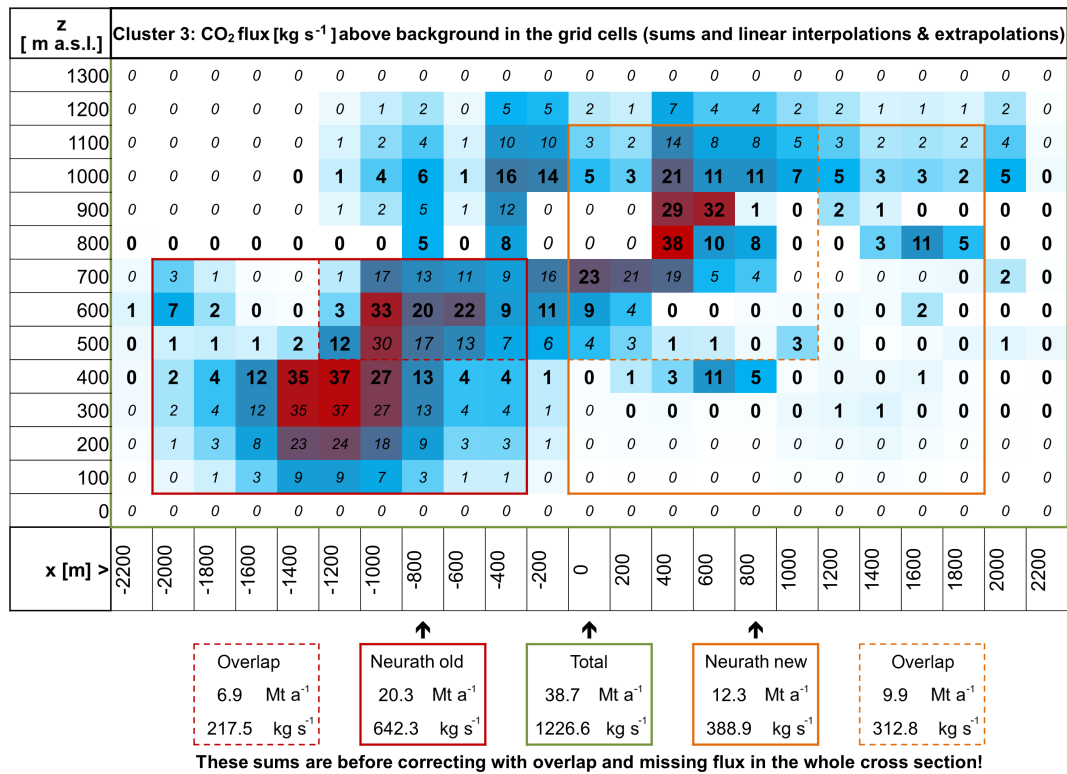 z
[ m a.s.l.]
Cluster 3: CO₂ flux [kg s⁻¹] above background in the grid cells (sums and linear interpolations & extrapolations)
1300 0 0 0 0 0 0 0 0 0 0 0 0 0 0 0 0 0 0 0 0 0 0 0
1200 0 0 0 0 0 0 1 2 0 5 5 2 1 7 4 4 2 2 1 1 1 2 0
1100 0 0 0 0 0 1 2 4 1 10 10 3 2 14 8 8 5 3 2 2 2 4 0
1000 0 0 0 0 0 1 4 6 1 16 14 5 3 21 11 11 7 5 3 3 2 5 0
900 0 0 0 0 0 1 2 5 1 12 0 0 0 29 32 1 0 2 1 0 0 0 0
800 0 0 0 0 0 0 0 5 0 8 0 0 0 38 10 8 0 0 3 11 5 0 0
700 0 3 1 0 0 1 17 13 11 9 16 23 21 19 5 4 0 0 0 0 0 2 0
600 1 7 2 0 0 3 33 20 22 9 11 9 4 0 0 0 0 0 0 2 0 0 0
500 0 1 1 1 2 12 30 17 13 7 6 4 3 1 1 0 3 0 0 0 0 1 0
400 0 2 4 12 35 37 27 13 4 4 1 0 1 3 11 5 0 0 0 1 0 0 0
300 0 2 4 12 35 37 27 13 4 4 1 0 0 0 0 0 0 1 1 0 0 0 0
200 0 1 3 8 23 24 18 9 3 3 1 0 0 0 0 0 0 0 0 0 0 0 0
100 0 0 1 3 9 9 7 3 1 1 0 0 0 0 0 0 0 0 0 0 0 0 0
0 0 0 0 0 0 0 0 0 0 0 0 0 0 0 0 0 0 0 0 0 0 0 0
x [m] > -2200 -2000 -1800 -1600 -1400 -1200 -1000 -800 -600 -400 -200 0 200 400 600 800 1000 1200 1400 1600 1800 2000 2200
Overlap
6.9 Mt a⁻¹
217.5 kg s⁻¹
Neurath old
20.3 Mt a⁻¹
642.3 kg s⁻¹
Total
38.7 Mt a⁻¹
1226.6 kg s⁻¹
Neurath new
12.3 Mt a⁻¹
388.9 kg s⁻¹
Overlap
9.9 Mt a⁻¹
312.8 kg s⁻¹
These sums are before correcting with overlap and missing flux in the whole cross section!